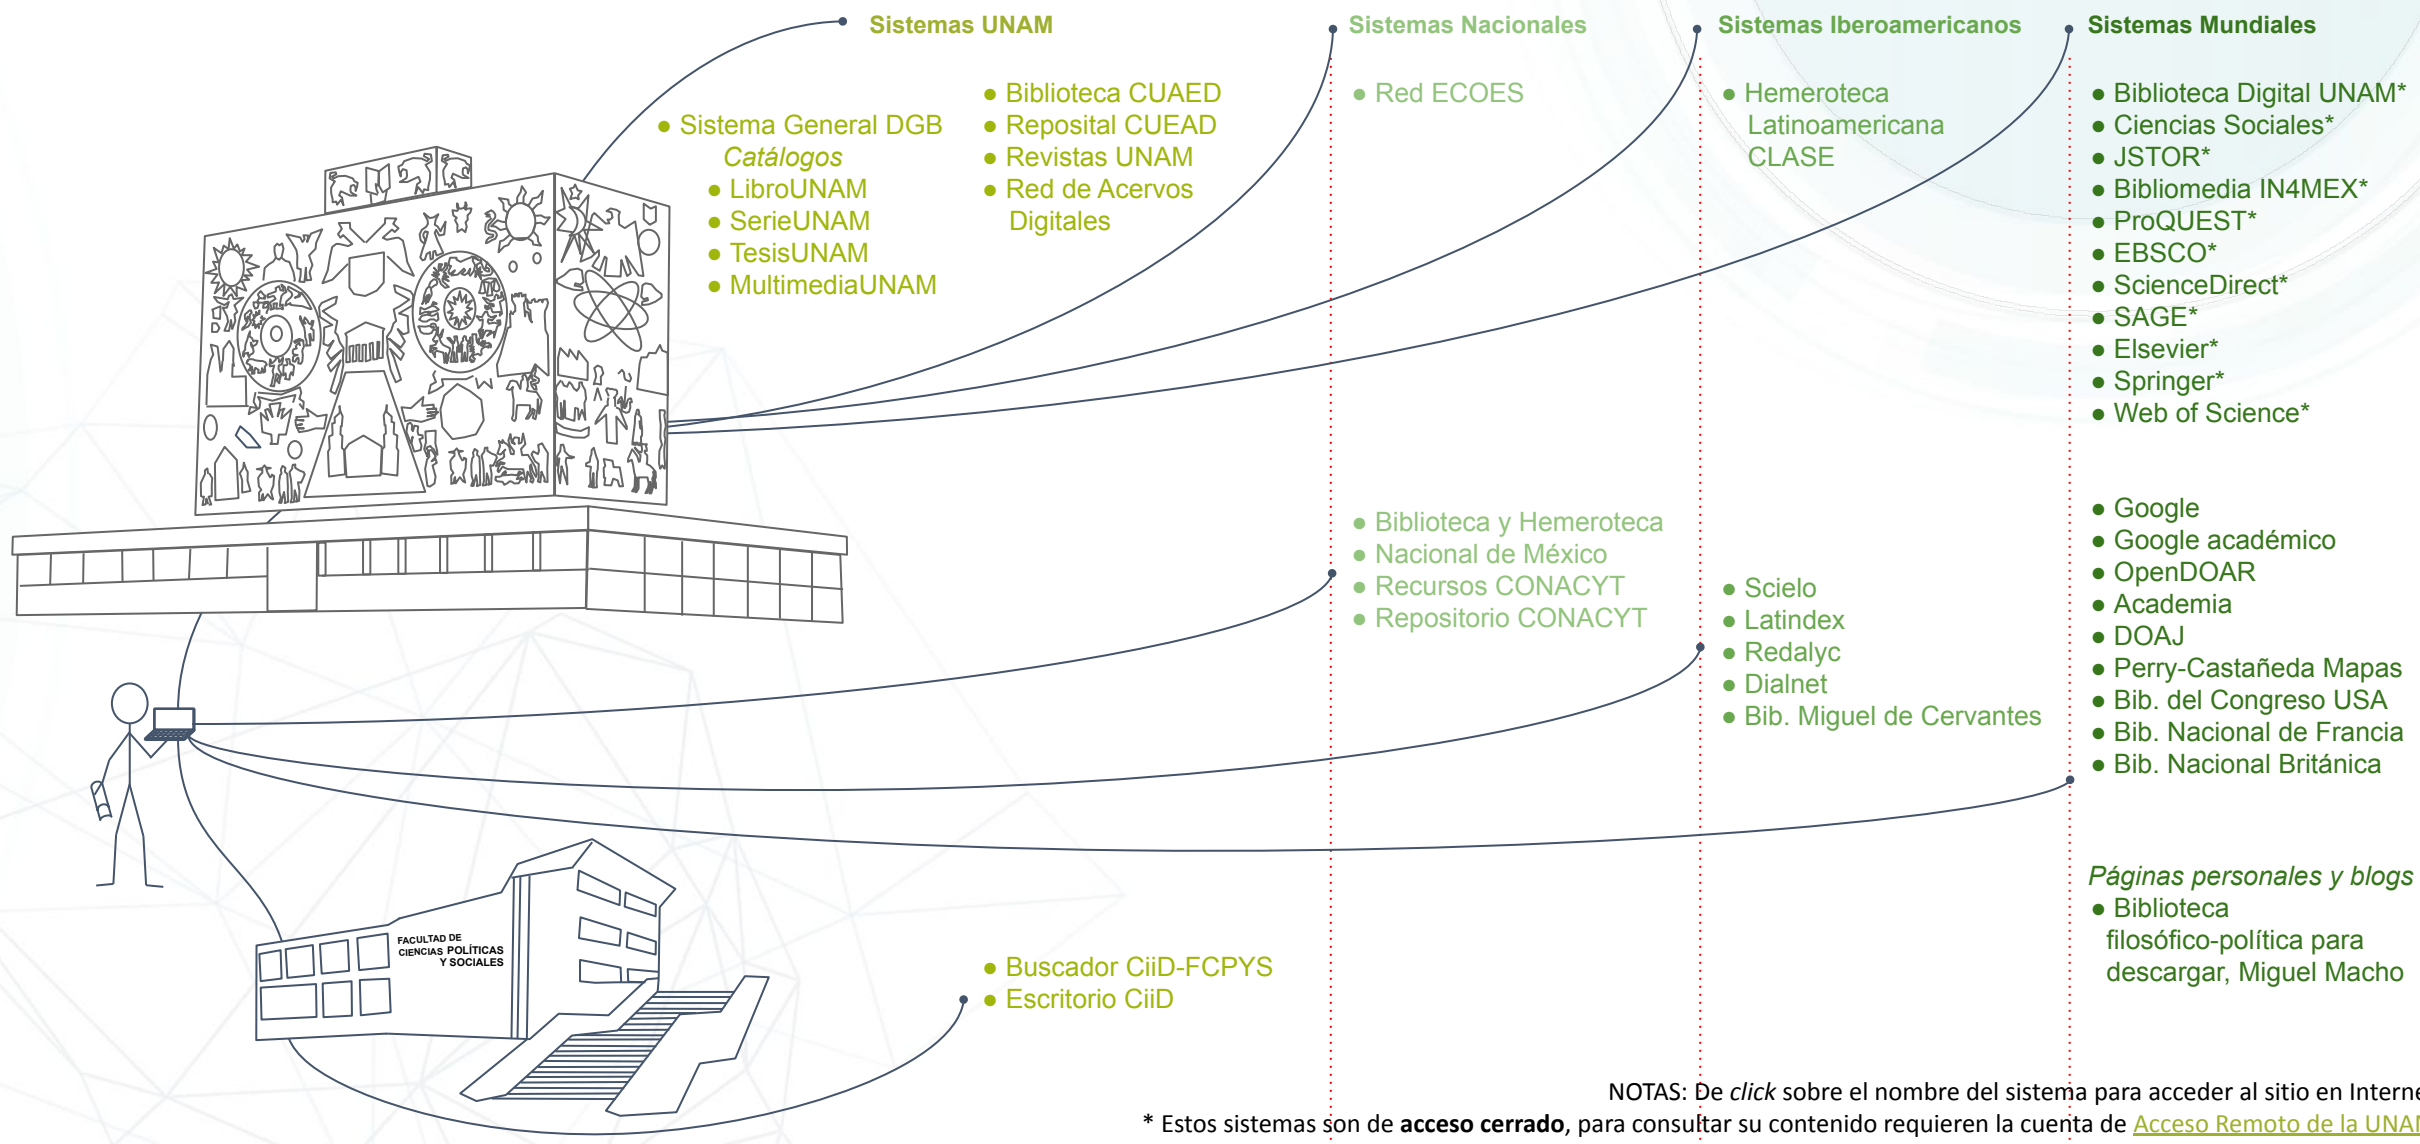 Sistemas UNAM
● Sistema General DGB
Catálogos
● LibroUNAM
● SerieUNAM
● TesisUNAM
● MultimediaUNAM
● Biblioteca CUAED
● Reposital CUEAD
● Revistas UNAM
● Red de Acervos
Digitales
● Buscador CiiD-FCPYS
● Escritorio CiiD
FACULTAD DE
CIENCIAS POLÍTICAS
Y SOCIALES
Sistemas Nacionales
● Red ECOES
● Biblioteca y Hemeroteca
● Nacional de México
● Recursos CONACYT
● Repositorio CONACYT
Sistemas Iberoamericanos
● Hemeroteca
Latinoamericana
CLASE
● Scielo
● Latindex
● Redalyc
● Dialnet
● Bib. Miguel de Cervantes
Sistemas Mundiales
● Biblioteca Digital UNAM*
● Ciencias Sociales*
● JSTOR*
● Bibliomedia IN4MEX*
● ProQUEST*
● EBSCO*
● ScienceDirect*
● SAGE*
● Elsevier*
● Springer*
● Web of Science*
● Google
● Google académico
● OpenDOAR
● Academia
● DOAJ
● Perry-Castañeda Mapas
● Bib. del Congreso USA
● Bib. Nacional de Francia
● Bib. Nacional Británica
Páginas personales y blogs
● Biblioteca
filosófico-política para
descargar, Miguel Macho
NOTAS: De click sobre el nombre del sistema para acceder al sitio en Interne
* Estos sistemas son de acceso cerrado, para consultar su contenido requieren la cuenta de Acceso Remoto de la UNAM